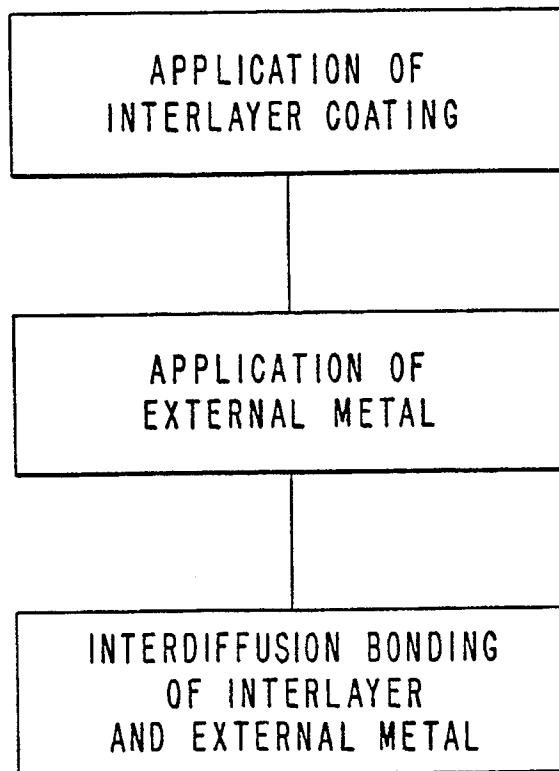 APPLICATION OF
INTERLAYER COATING
APPLICATION OF
EXTERNAL METAL
INTERDIFFUSION BONDING
OF INTERLAYER
AND EXTERNAL METAL